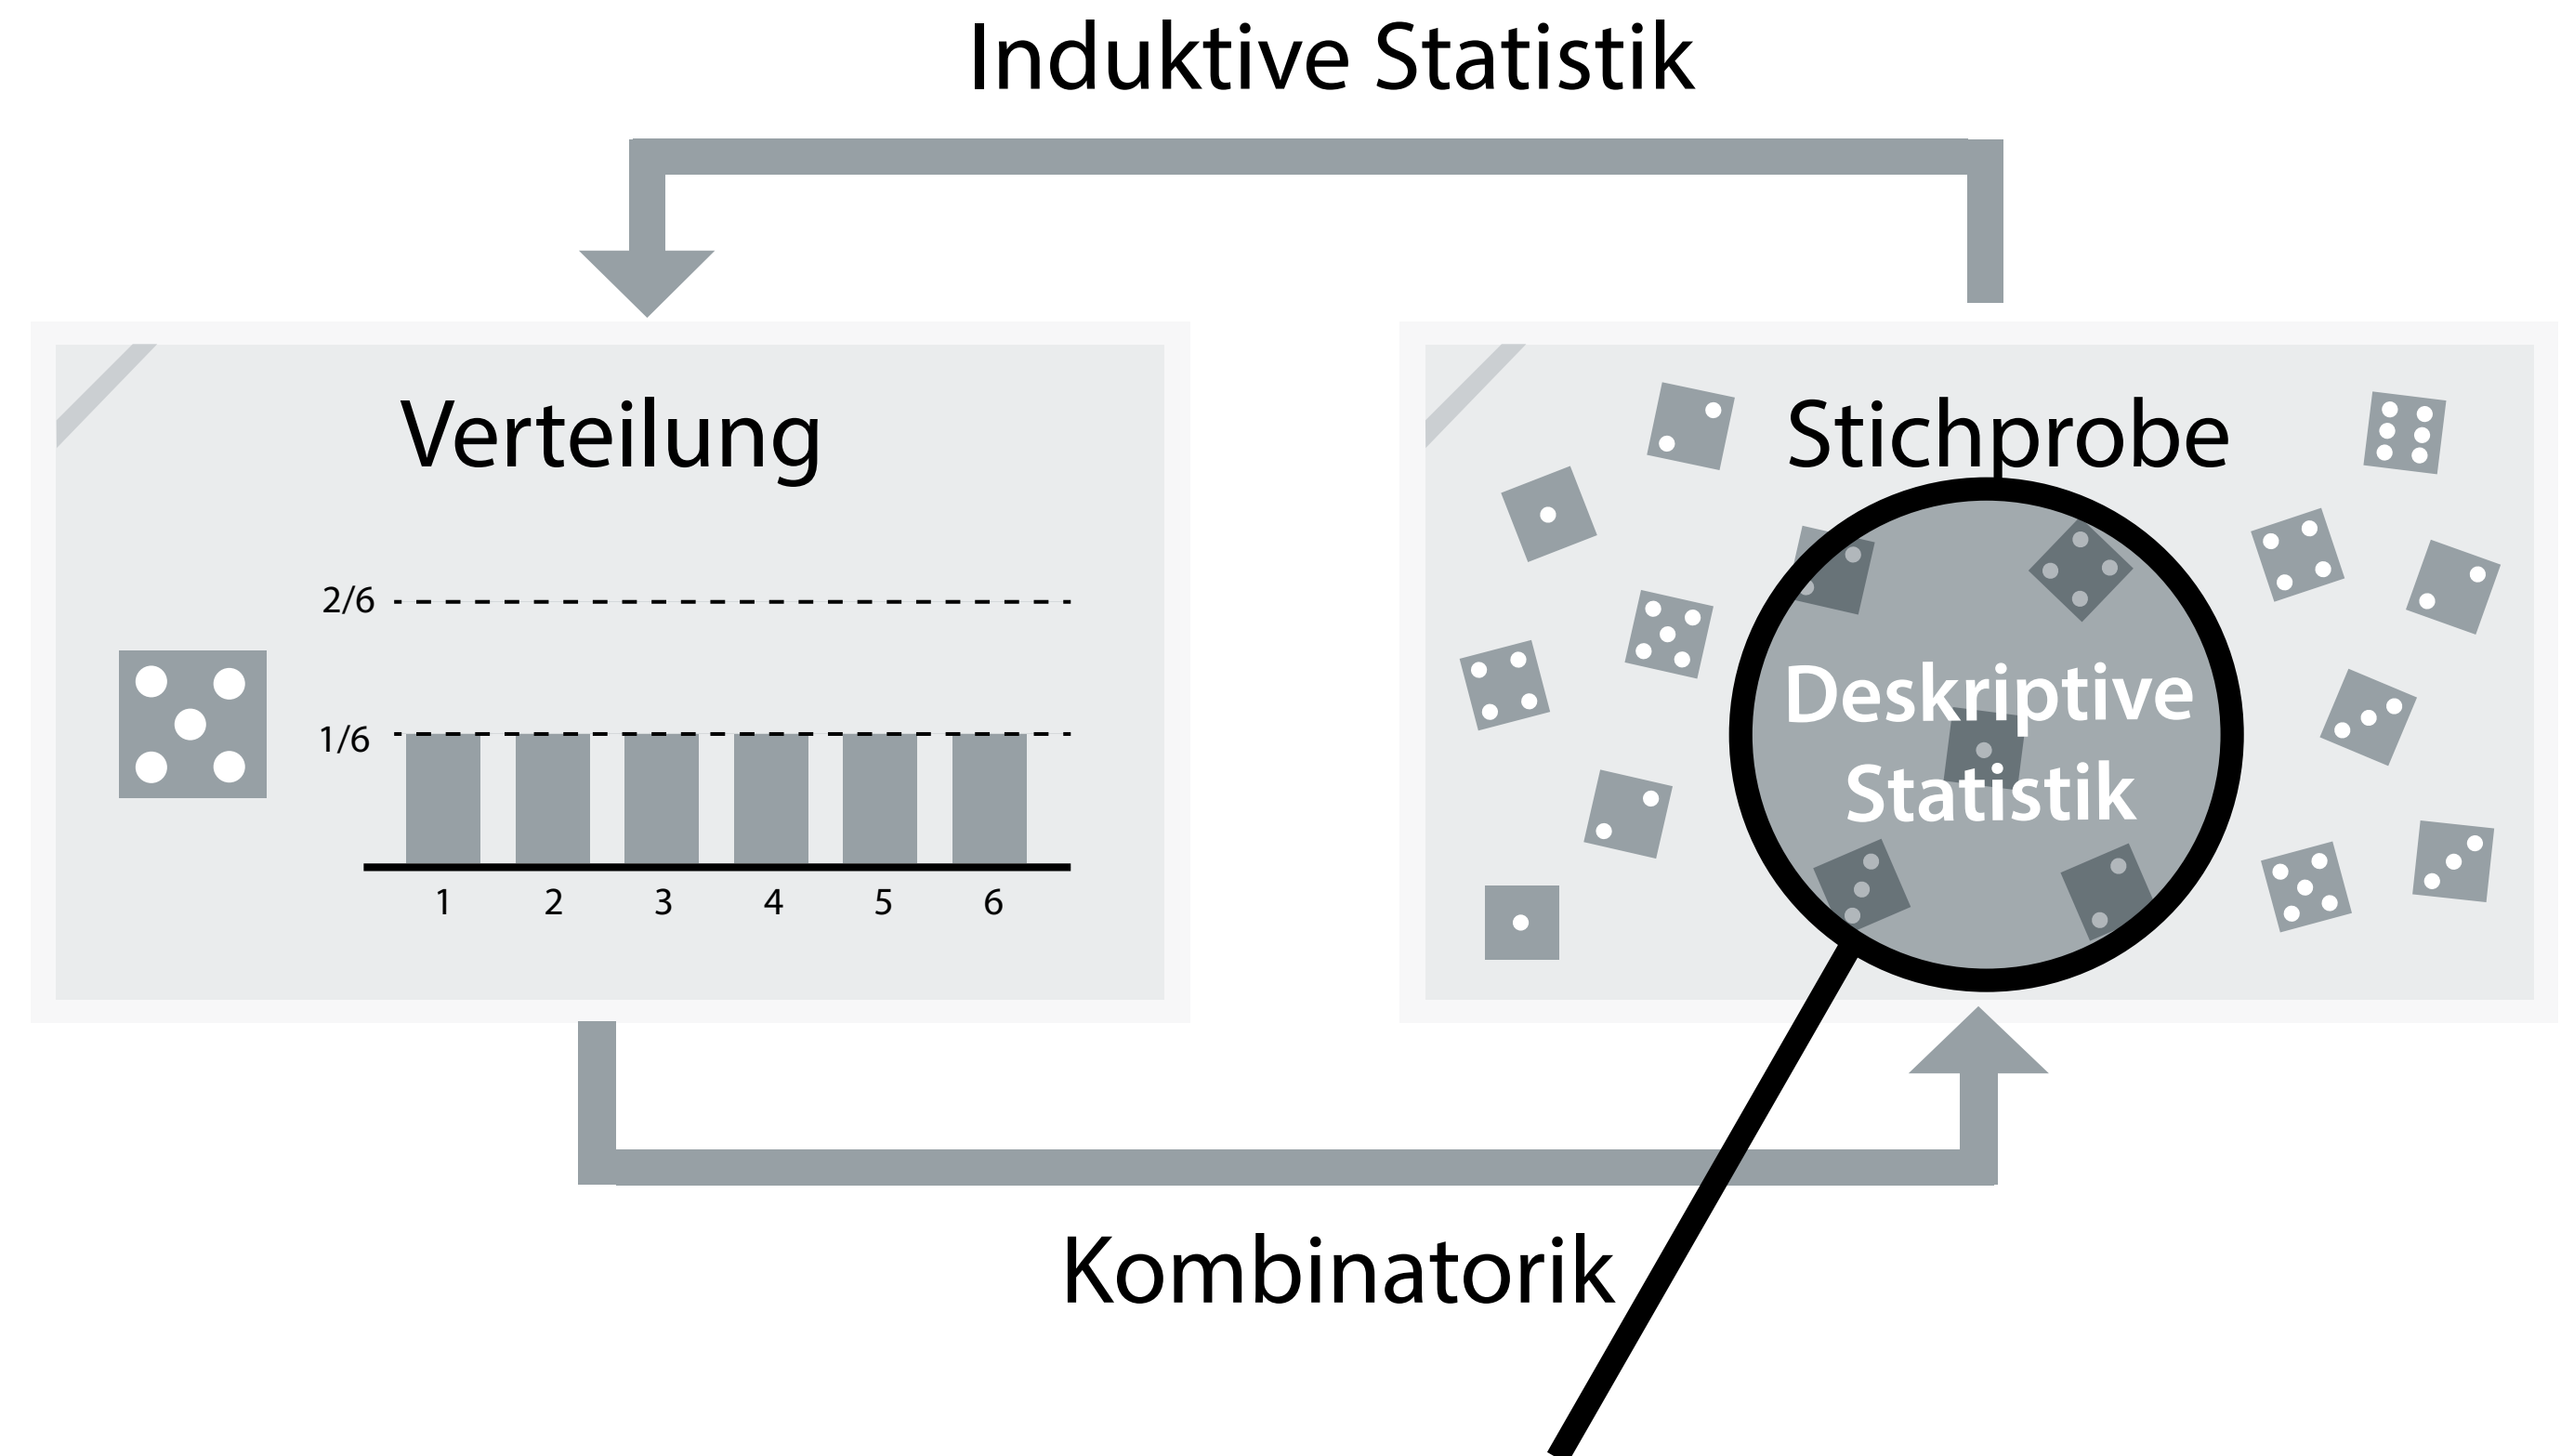 Induktive Statistik
Verteilung
2/6
1/6
1 2 3 4 5 6
Stichprobe
Deskriptive
Statistik
Kombinatorik